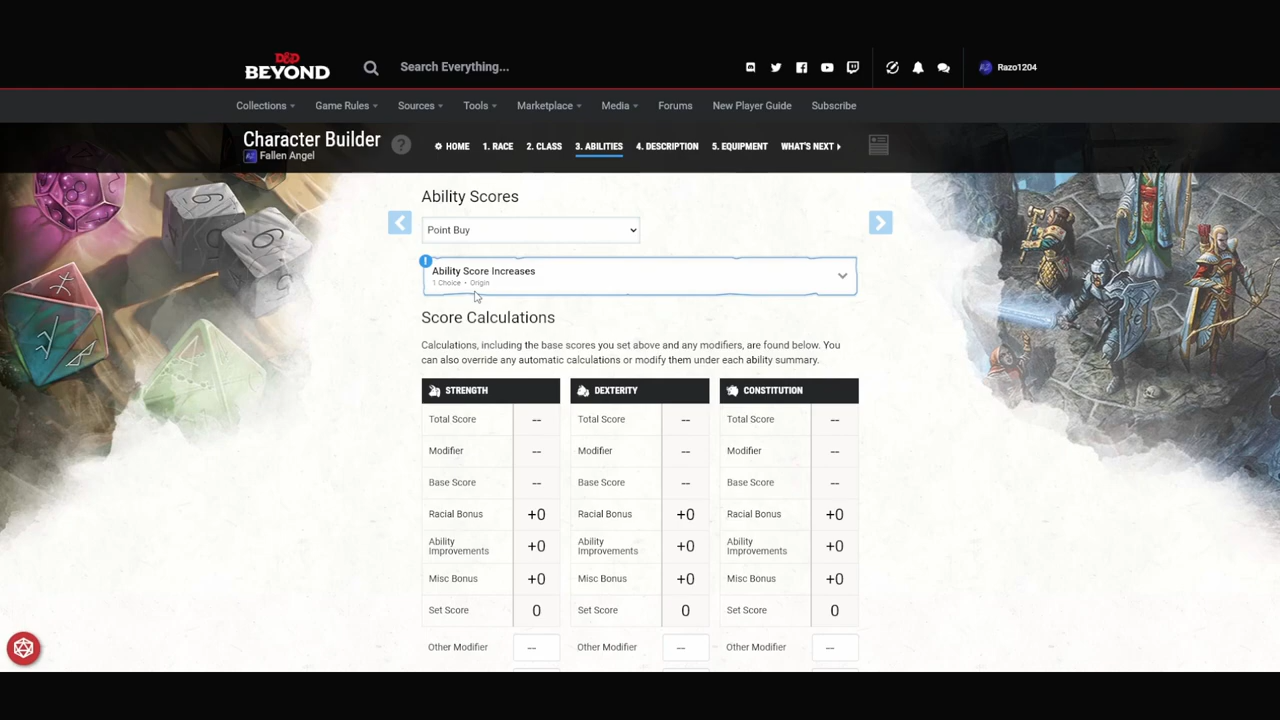 D&D
BEYOND
Search Everything...
Razo1204
Collections
Game Rules
Sources
Tools
Marketplace
Media
Forums
New Player Guide
Subscribe
Character Builder
?
Fallen Angel
HOME
1. RACE
2. CLASS
3. ABILITIES
4. DESCRIPTION
5. EQUIPMENT
WHAT'S NEXT
Ability Scores
Point Buy
!
Ability Score Increases
1 Choice • Origin
Score Calculations
Calculations, including the base scores you set above and any modifiers, are found below. You
can also override any automatic calculations or modify them under each ability summary.
STRENGTH
Total Score --
Modifier --
Base Score --
Racial Bonus +0
Ability
Improvements +0
Misc Bonus +0
Set Score 0
Other Modifier --
DEXTERITY
Total Score --
Modifier --
Base Score --
Racial Bonus +0
Ability
Improvements +0
Misc Bonus +0
Set Score 0
Other Modifier --
CONSTITUTION
Total Score --
Modifier --
Base Score --
Racial Bonus +0
Ability
Improvements +0
Misc Bonus +0
Set Score 0
Other Modifier --